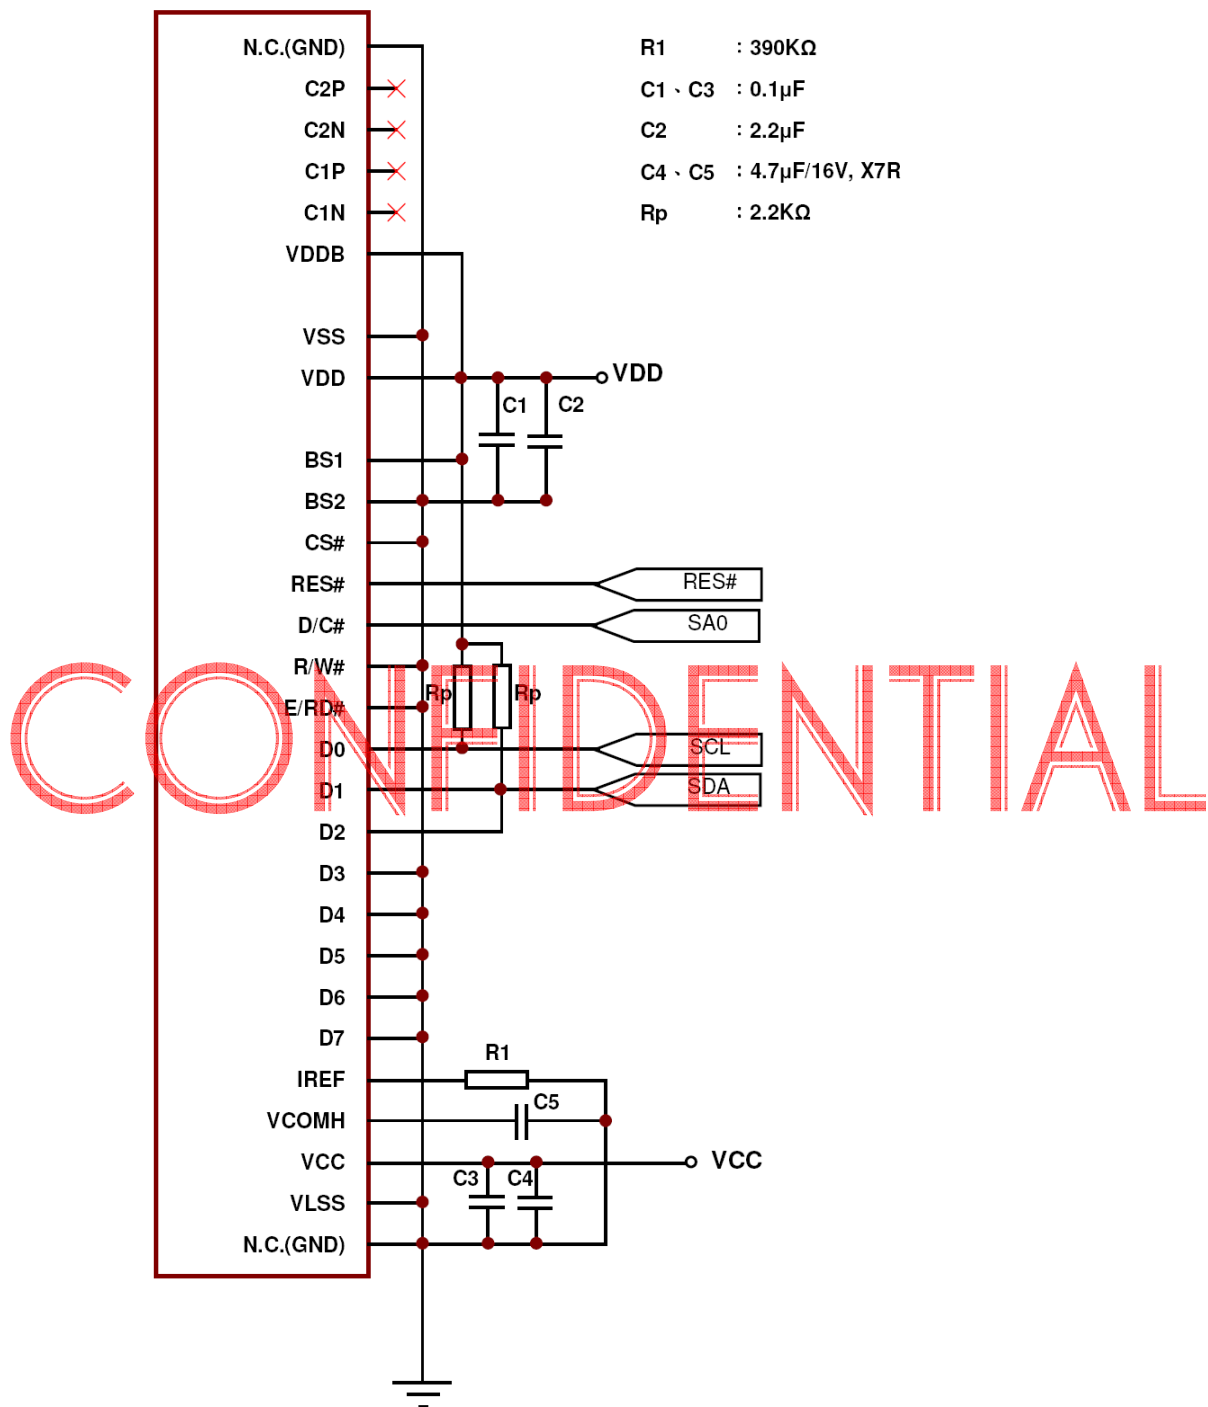 N.C.(GND)
C2P
C2N
C1P
C1N
VDDB
VSS
VDD
BS1
BS2
CS#
RES#
D/C#
R/W#
E/RD#
D0
D1
D2
D3
D4
D5
D6
D7
IREF
VCOMH
VCC
VLSS
N.C.(GND)
R1 : 390KΩ
C1、C3 : 0.1µF
C2 : 2.2µF
C4、C5 : 4.7µF/16V, X7R
Rp : 2.2KΩ
VDD
C1
C2
RES#
SA0
Rp
Rp
SCL
SDA
R1
C5
VCC
C3
C4
CONFIDENTIAL